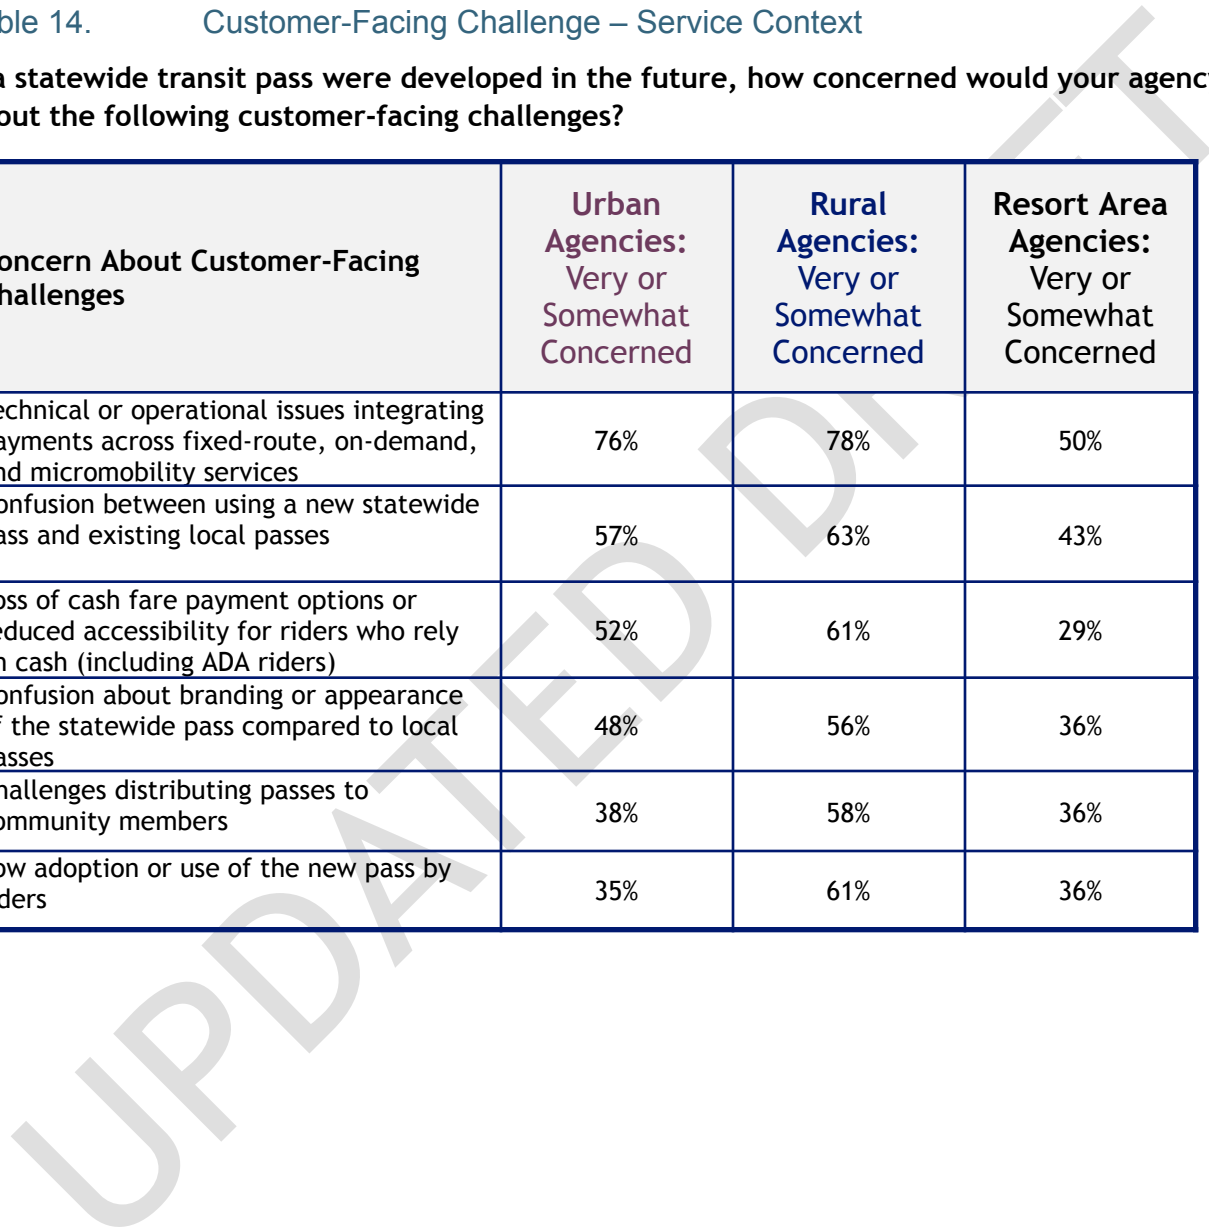 ble 14. Customer-Facing Challenge – Service Context
a statewide transit pass were developed in the future, how concerned would your agenc
out the following customer-facing challenges?
oncern About Customer-Facing
hallenges
Urban
Agencies:
Very or
Somewhat
Concerned
Rural
Agencies:
Very or
Somewhat
Concerned
Resort Area
Agencies:
Very or
Somewhat
Concerned
echnical or operational issues integrating
ayments across fixed-route, on-demand,
nd micromobility services
76% 78% 50%
onfusion between using a new statewide
ass and existing local passes
57% 63% 43%
oss of cash fare payment options or
educed accessibility for riders who rely
n cash (including ADA riders)
52% 61% 29%
onfusion about branding or appearance
f the statewide pass compared to local
asses
48% 56% 36%
hallenges distributing passes to
ommunity members
38% 58% 36%
ow adoption or use of the new pass by
ders
35% 61% 36%
UPDATED DRAFT